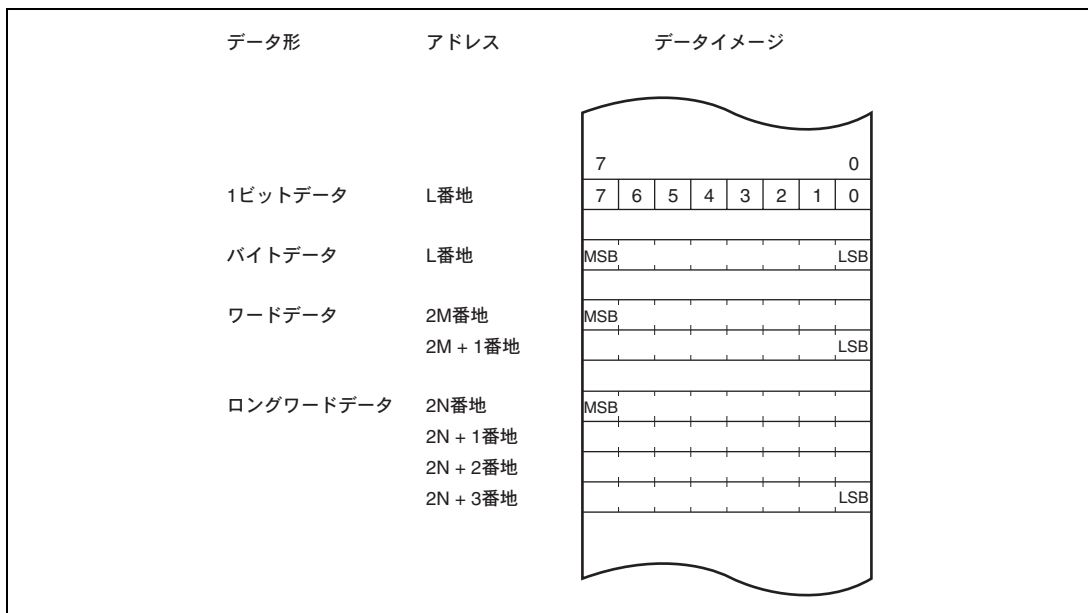 データ形 アドレス データイメージ
7 0
1ビットデータ L番地 7 6 5 4 3 2 1 0
バイトデータ L番地 MSB LSB
ワードデータ 2M番地 MSB
2M + 1番地 LSB
ロングワードデータ 2N番地 MSB
2N + 1番地
2N + 2番地
2N + 3番地 LSB